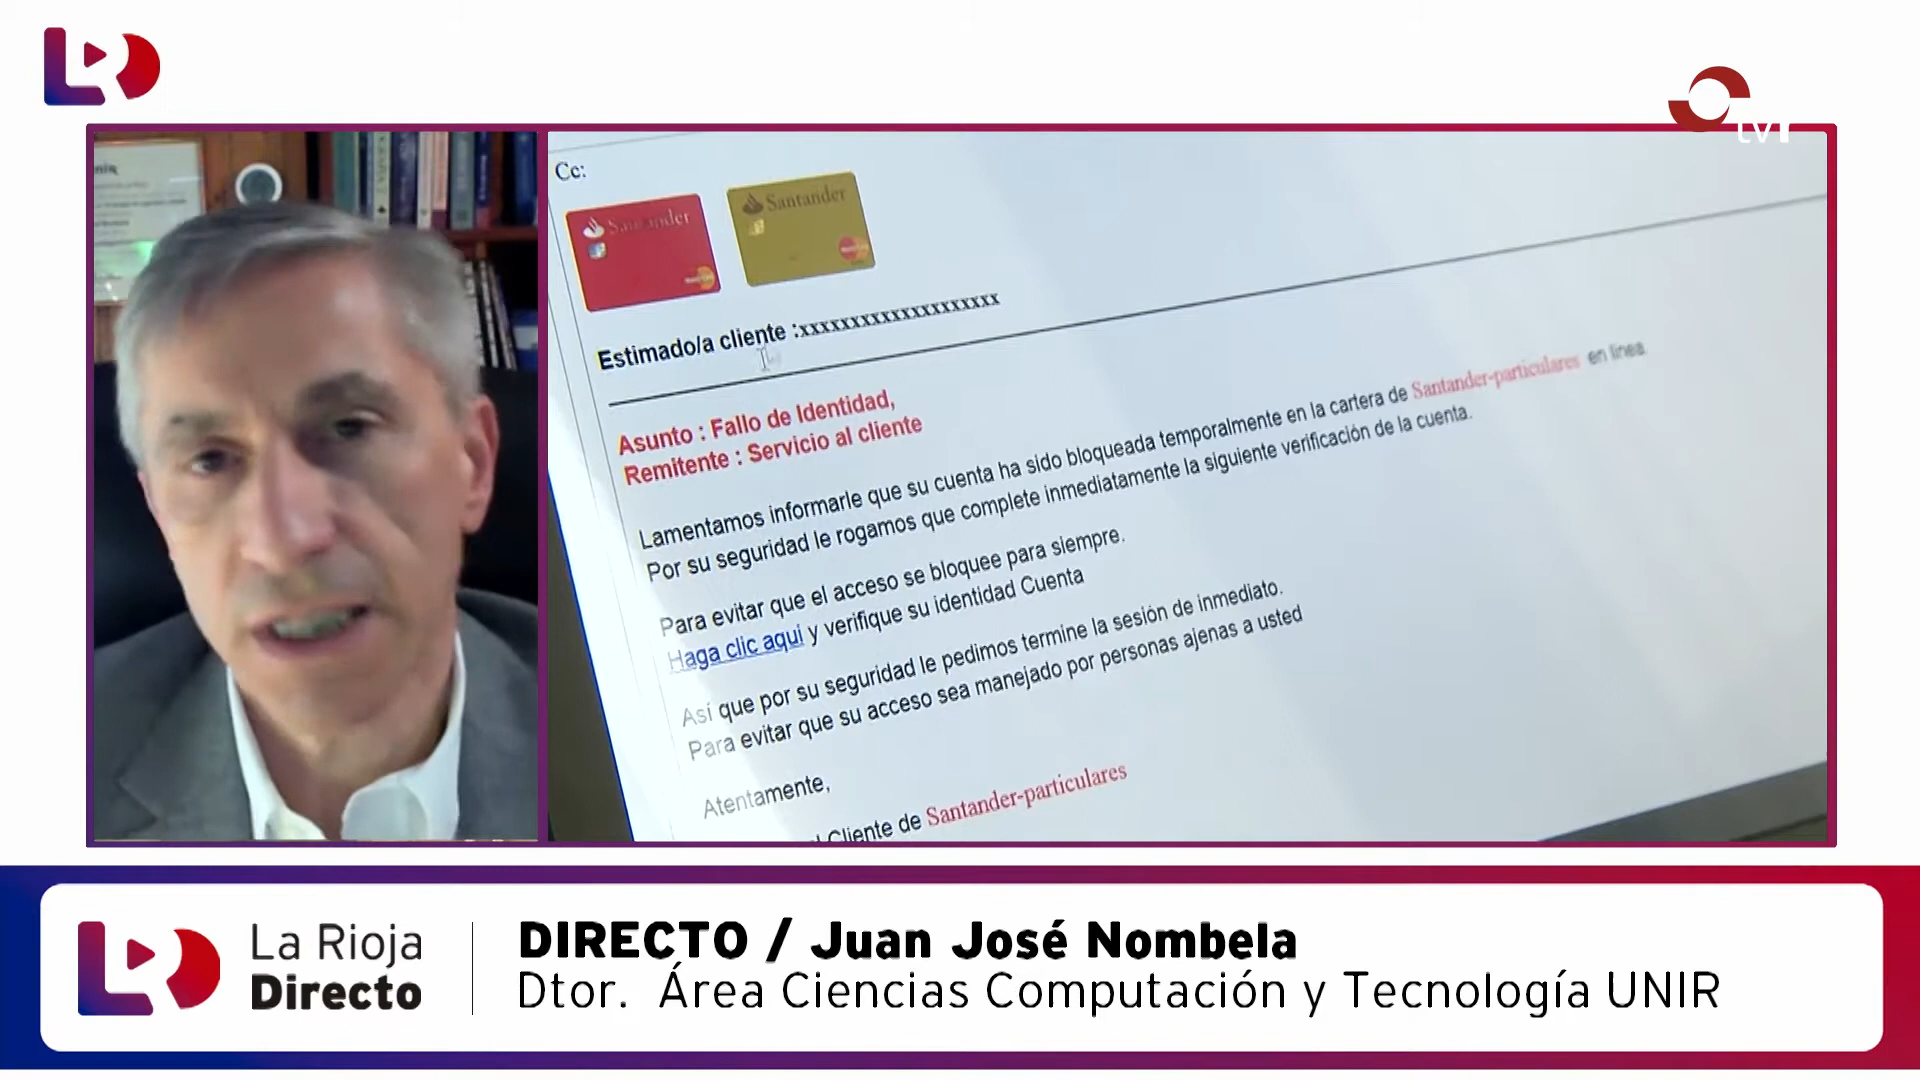 tvr
Cc:
Santander
Santander
Estimado/a cliente :xxxxxxxxxxxxxxxxxxxx
Asunto : Fallo de Identidad,
Remitente : Servicio al cliente
Lamentamos informarle que su cuenta ha sido bloqueada temporalmente en la cartera de Santander-particulares en línea.
Por su seguridad le rogamos que complete inmediatamente la siguiente verificación de la cuenta.
Para evitar que el acceso se bloquee para siempre.
Haga clic aqui y verifique su identidad Cuenta
Así que por su seguridad le pedimos termine la sesión de inmediato.
Para evitar que su acceso sea manejado por personas ajenas a usted
Atentamente,
Cliente de Santander-particulares
La Rioja
Directo
DIRECTO / Juan José Nombela
Dtor. Área Ciencias Computación y Tecnología UNIR